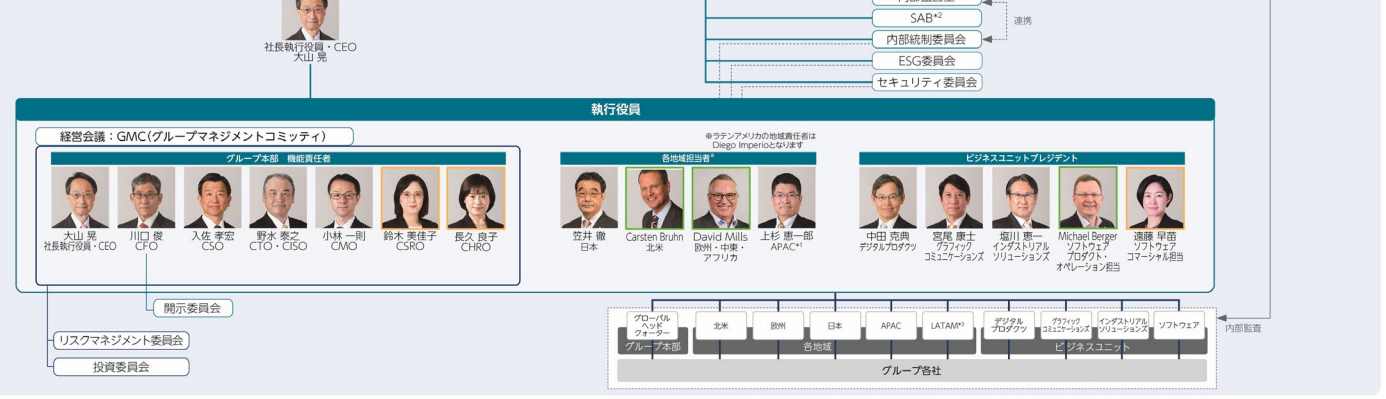 社長執行役員・CEO
大山 晃
SAB*2
連携
内部統制委員会
ESG委員会
セキュリティ委員会
執行役員
経営会議:GMC(グループマネジメントコミッティ)
※ラテンアメリカの地域責任者は
Diego Imperioとなります
グループ本部 機能責任者
各地域担当者※
ビジネスユニットプレジデント
大山 晃
社長執行役員・CEO
川口 俊
CFO
入佐 孝宏
CSO
野水 泰之
CTO・CISO
小林 一則
CMO
鈴木 美佳子
CSRO
長久 良子
CHRO
笠井 徹
日本
Carsten Bruhn
北米
David Mills
欧州・中東・
アフリカ
上杉 恵一郎
APAC*1
中田 克典
デジタルプロダクツ
宮尾 康士
グラフィック
コミュニケーションズ
塩川 恵一
インダストリアル
ソリューションズ
Michael Berger
ソフトウェア
プロダクト・
オペレーション担当
遠藤 早苗
ソフトウェア
コマーシャル担当
開示委員会
リスクマネジメント委員会
投資委員会
グローバル
ヘッド
クォーター
北米
欧州
日本
APAC
LATAM*3
デジタル
プロダクツ
グラフィック
コミュニケーションズ
インダストリアル
ソリューションズ
ソフトウェア
内部監査
グループ本部
各地域
ビジネスユニット
グループ各社